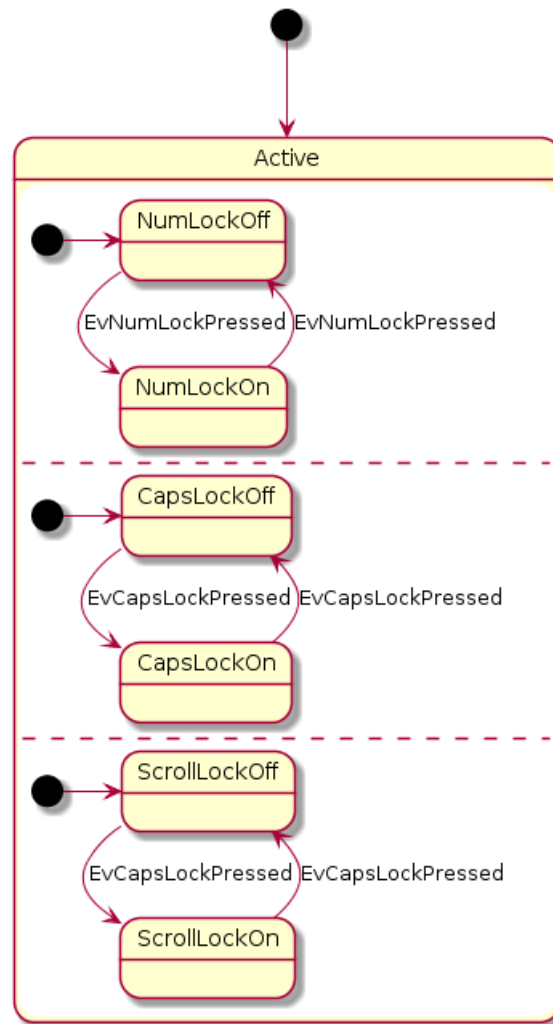 Active
NumLockOff
EvNumLockPressed EvNumLockPressed
NumLockOn
CapsLockOff
EvCapsLockPressed EvCapsLockPressed
CapsLockOn
ScrollLockOff
EvCapsLockPressed EvCapsLockPressed
ScrollLockOn